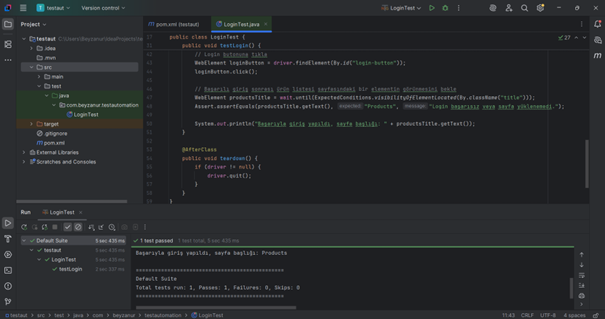 testaut
Version control
LoginTest
Project
pom.xml (testaut)
LoginTest.java
testaut C:\Users\beyzanur\IdeaProjects\testaut
.idea
.mvn
src
main
test
java
com.beyzanur.testautomation
LoginTest
target
.gitignore
pom.xml
External Libraries
Scratches and Consoles
27
public class LoginTest {
public void testLogin() {
// Login butonuna tıkla
WebElement loginButton = driver.findElement(By.id("login-button"));
loginButton.click();
// Başarılı giriş sonrası ürün listesi sayfasındaki bir elementin görünmesini bekle
WebElement productsTitle = wait.until(ExpectedConditions.visibilityOfElementLocated(By.className("title")));
Assert.assertEquals(productsTitle.getText(), expected: "Products", message: "Login başarısız veya sayfa yüklenemedi.");
System.out.println("Başarıyla giriş yapıldı, sayfa başlığı: " + productsTitle.getText());
}
@AfterClass
public void teardown() {
if (driver != null) {
driver.quit();
}
}
Run
LoginTest
Default Suite 5 sec 435 ms
testaut 5 sec 435 ms
LoginTest 5 sec 435 ms
testLogin
1 test passed 1 test total, 5 sec 435 ms
Başarıyla giriş yapıldı, sayfa başlığı: Products
===============================================
Default Suite
Total tests run: 1, Passes: 1, Failures: 0, Skips: 0
===============================================
testaut > src > test > java > com > beyzanur > testautomation > LoginTest
11:43 CRLF UTF-8 4 spaces